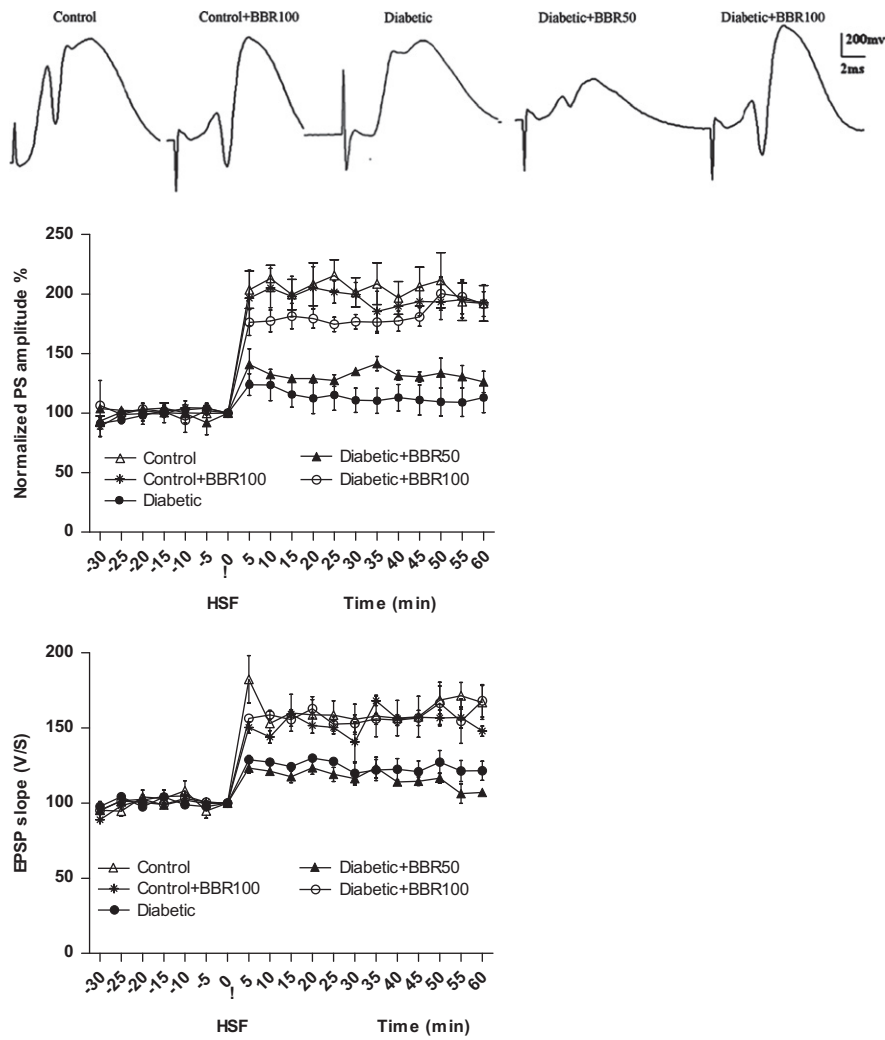 Control Control+BBR100 Diabetic Diabetic+BBR50 Diabetic+BBR100
200mv
2ms
Normalized PS amplitude %
250
200
150
100
50
0
Control
Control+BBR100
Diabetic
Diabetic+BBR50
Diabetic+BBR100
-30 -25 -20 -15 -10 -5 0 5 10 15 20 25 30 35 40 45 50 55 60
!
HSF Time (min)
EPSP slope (V/S)
200
150
100
50
0
Control
Control+BBR100
Diabetic
Diabetic+BBR50
Diabetic+BBR100
-30 -25 -20 -15 -10 -5 0 5 10 15 20 25 30 35 40 45 50 55 60
!
HSF Time (min)